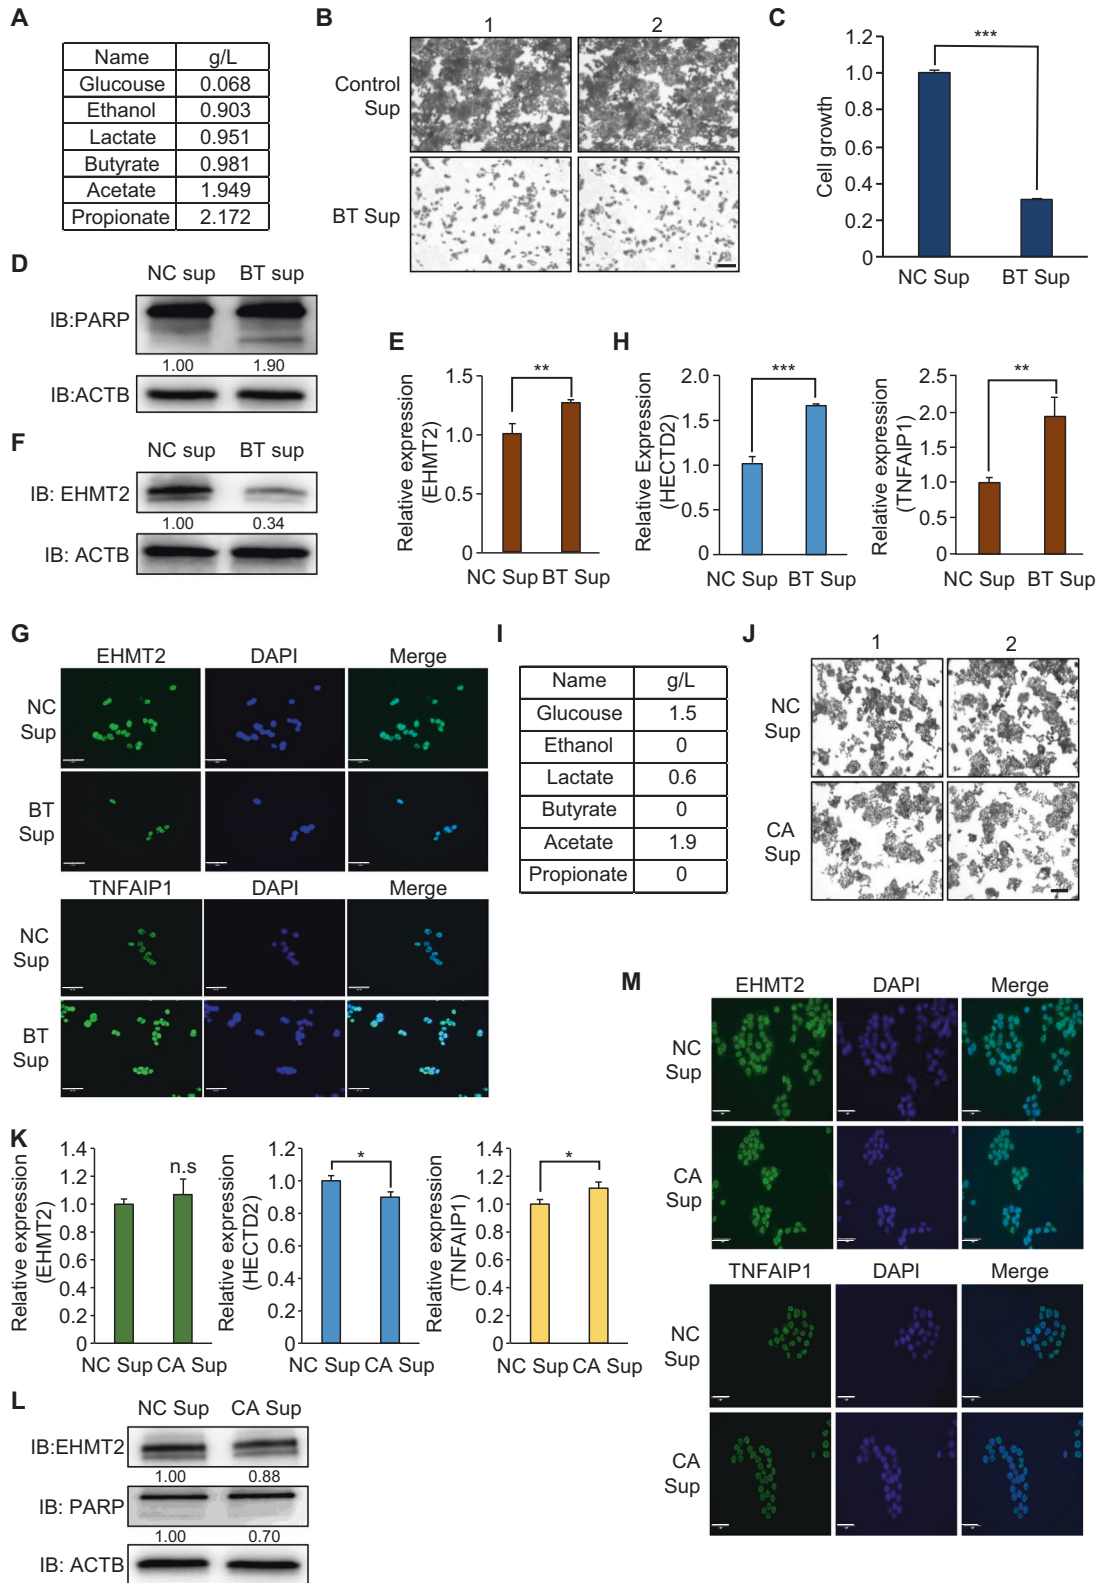 A
Name g/L
Glucouse 0.068
Ethanol 0.903
Lactate 0.951
Butyrate 0.981
Acetate 1.949
Propionate 2.172
B
1 2
Control
Sup
BT Sup
C
Cell growth
1.2
1.0
0.8
0.6
0.4
0.2
0
***
NC Sup BT Sup
D
NC sup BT sup
IB:PARP
1.00 1.90
IB:ACTB
E
Relative expression
(EHMT2)
1.5
1.0
0.5
0
**
NC Sup BT Sup
F
NC sup BT sup
IB: EHMT2
1.00 0.34
IB: ACTB
H
Relative Expression
(HECTD2)
2.0
1.5
1.0
0.5
0
***
NC Sup BT Sup
Relative expression
(TNFAIP1)
2.5
2.0
1.5
1.0
0.5
0
**
NC Sup BT Sup
G
EHMT2 DAPI Merge
NC
Sup
BT
Sup
TNFAIP1 DAPI Merge
NC
Sup
BT
Sup
I
Name g/L
Glucouse 1.5
Ethanol 0
Lactate 0.6
Butyrate 0
Acetate 1.9
Propionate 0
J
1 2
NC
Sup
CA
Sup
K
Relative expression
(EHMT2)
1.4
1.2
1.0
0.8
0.6
0.4
0.2
0
n.s
NC Sup CA Sup
Relative expression
(HECTD2)
1.2
1.0
0.8
0.6
0.4
0.2
0
*
NC Sup CA Sup
Relative expression
(TNFAIP1)
1.4
1.2
1.0
0.8
0.6
0.4
0.2
0
*
NC Sup CA Sup
L
NC Sup CA Sup
IB:EHMT2
1.00 0.88
IB: PARP
1.00 0.70
IB: ACTB
M
EHMT2 DAPI Merge
NC
Sup
CA
Sup
TNFAIP1 DAPI Merge
NC
Sup
CA
Sup